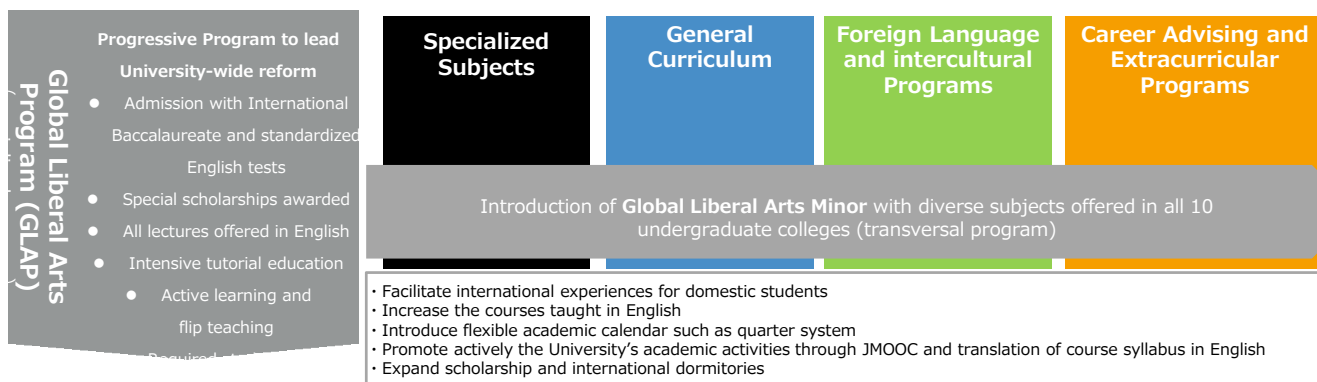 Global Liberal Arts
Program (GLAP)
Progressive Program to lead
University-wide reform
● Admission with International
Baccalaureate and standardized
English tests
● Special scholarships awarded
● All lectures offered in English
● Intensive tutorial education
● Active learning and
flip teaching
Specialized
Subjects
General
Curriculum
Foreign Language
and intercultural
Programs
Career Advising and
Extracurricular
Programs
Introduction of Global Liberal Arts Minor with diverse subjects offered in all 10
undergraduate colleges (transversal program)
・Facilitate international experiences for domestic students
・Increase the courses taught in English
・Introduce flexible academic calendar such as quarter system
・Promote actively the University's academic activities through JMOOC and translation of course syllabus in English
・Expand scholarship and international dormitories